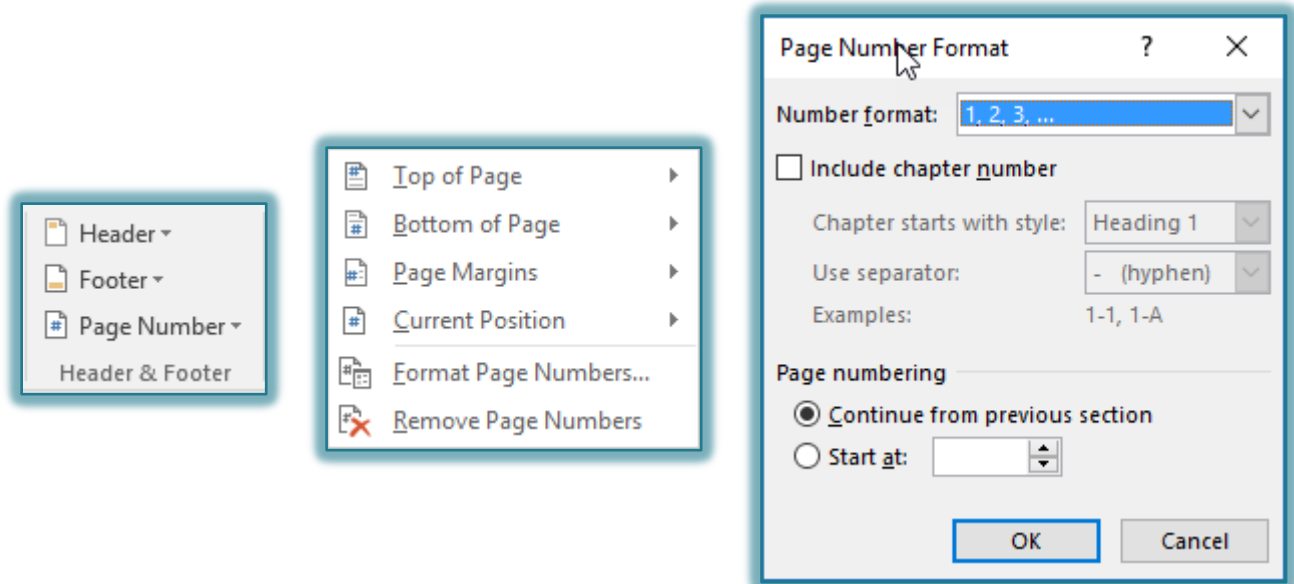 Header
Footer
Page Number
Header & Footer
Top of Page
Bottom of Page
Page Margins
Current Position
Format Page Numbers...
Remove Page Numbers
Page Number Format ?
Number format: 1, 2, 3, ...
Include chapter number
Chapter starts with style: Heading 1
Use separator: - (hyphen)
Examples: 1-1, 1-A
Page numbering
Continue from previous section
Start at:
OK Cancel